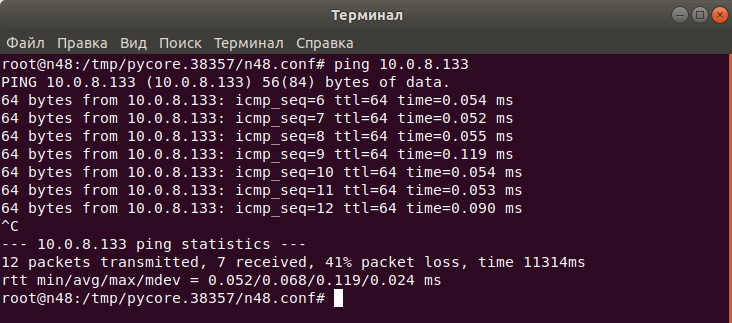 Терминал
Файл Правка Вид Поиск Терминал Справка
root@n48:/tmp/pycore.38357/n48.conf# ping 10.0.8.133
PING 10.0.8.133 (10.0.8.133) 56(84) bytes of data.
64 bytes from 10.0.8.133: icmp_seq=6 ttl=64 time=0.054 ms
64 bytes from 10.0.8.133: icmp_seq=7 ttl=64 time=0.052 ms
64 bytes from 10.0.8.133: icmp_seq=8 ttl=64 time=0.055 ms
64 bytes from 10.0.8.133: icmp_seq=9 ttl=64 time=0.119 ms
64 bytes from 10.0.8.133: icmp_seq=10 ttl=64 time=0.054 ms
64 bytes from 10.0.8.133: icmp_seq=11 ttl=64 time=0.053 ms
64 bytes from 10.0.8.133: icmp_seq=12 ttl=64 time=0.090 ms
^C
--- 10.0.8.133 ping statistics ---
12 packets transmitted, 7 received, 41% packet loss, time 11314ms
rtt min/avg/max/mdev = 0.052/0.068/0.119/0.024 ms
root@n48:/tmp/pycore.38357/n48.conf#